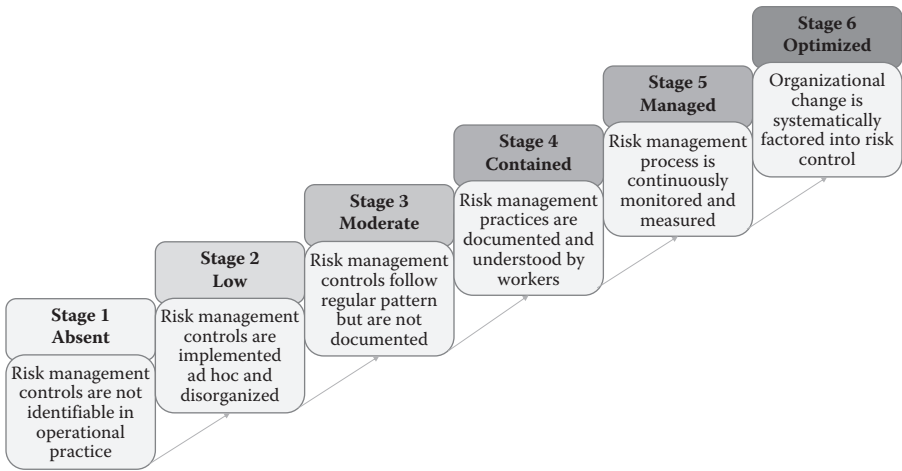 Stage 1
Absent
Risk management
controls are not
identifiable in
operational
practice
Stage 2
Low
Risk management
controls are
implemented
ad hoc and
disorganized
Stage 3
Moderate
Risk management
controls follow
regular pattern
but are not
documented
Stage 4
Contained
Risk management
practices are
documented and
understood by
workers
Stage 5
Managed
Risk management
process is
continuously
monitored and
measured
Stage 6
Optimized
Organizational
change is
systematically
factored into risk
control